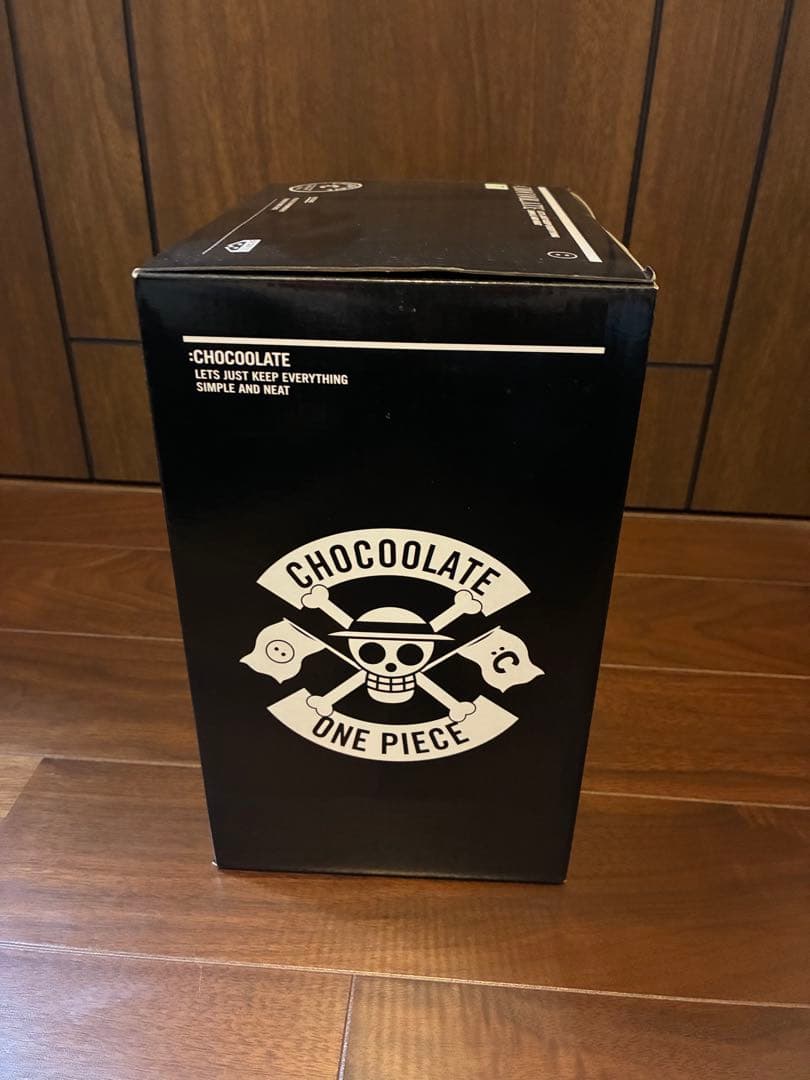 :CHOCOOLATE
LETS JUST KEEP EVERYTHING
SIMPLE AND NEAT
CHOCOOLATE
:C
ONE PIECE